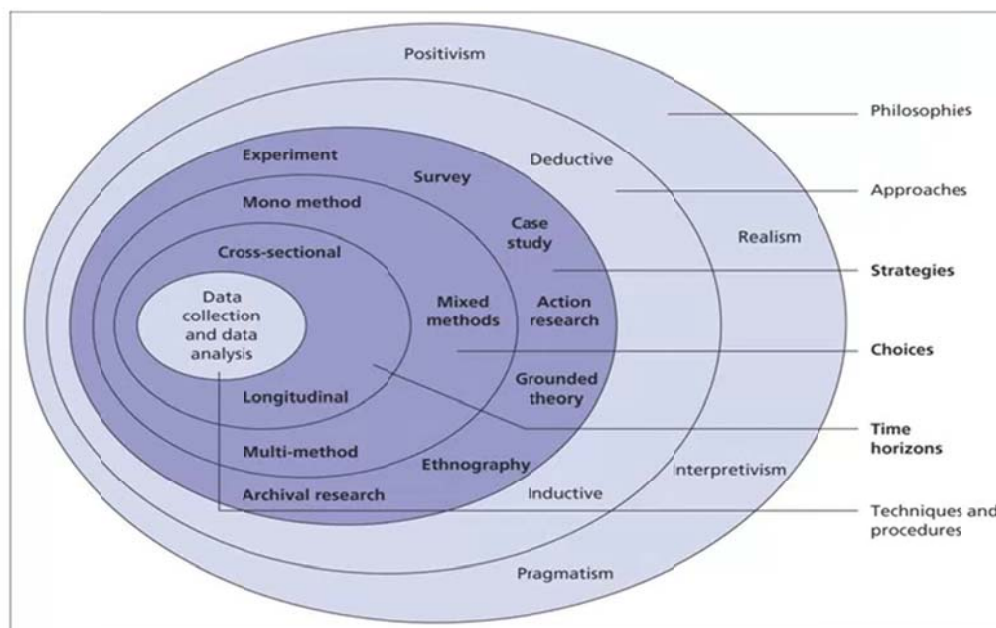 Positivism
Philosophies
Experiment
Deductive
Survey
Approaches
Mono method
Case
study
Realism
Cross-sectional
Strategies
Data
collection
and data
analysis
Mixed
methods
Action
research
Choices
Grounded
theory
Longitudinal
Time
horizons
Multi-method
Ethnography
Interpretivism
Archival research
Inductive
Techniques and
procedures
Pragmatism